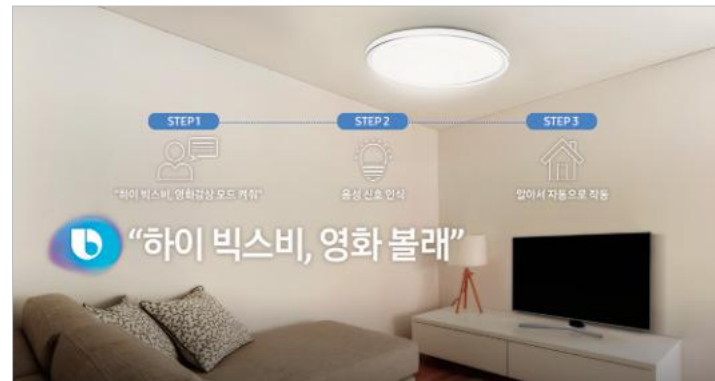 STEP 1
STEP 2
STEP 3
"하이 빅스비, 영화감상 모드 켜줘"
음성 신호 인식
알아서 자동으로 작동
"하이 빅스비, 영화 볼래"